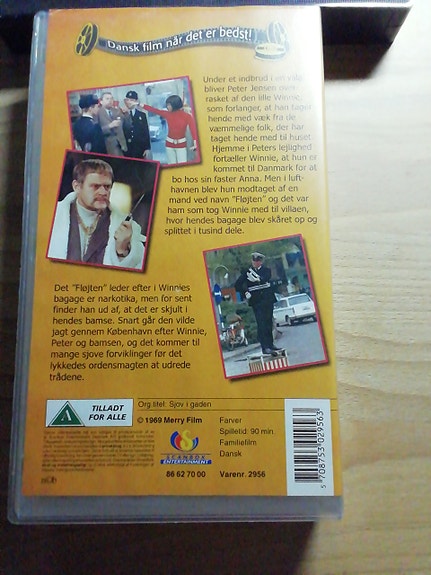 Dansk film når det er bedst!
Under et indbrud i en villa
bliver Peter Jensen over-
rasket af den lille Winnie,
som forlanger, at han tager
hende med væk fra de
væmmelige folk, der har
taget hende med til huset.
Hjemme i Peters lejlighed
fortæller Winnie, at hun er
kommet til Danmark for at
bo hos sin faster Anna. Men i luft-
havnen blev hun modtaget af en
mand ved navn "Fløjten" og det var
ham som tog Winnie med til villaen,
hvor hendes bagage blev skåret op og
splittet i tusind dele.
Det "Fløjten" leder efter i Winnies
bagage er narkotika, men for sent
finder han ud af, at det er skjult i
hendes bamse. Snart går den vilde
jagt gennem København efter Winnie,
Peter og bamsen, og det kommer til
mange sjove forviklinger før det
lykkedes ordensmagten at udrede
trådene.
A
TILLADT
FOR ALLE
Org.titel: Sjov i gaden
© 1969 Merry Film
SCANBOX
ENTERTAINMENT
86 62 70 00
Farver
Spilletid: 90 min.
Familiefilm
Dansk
Varenr. 2956
5 708753 029563